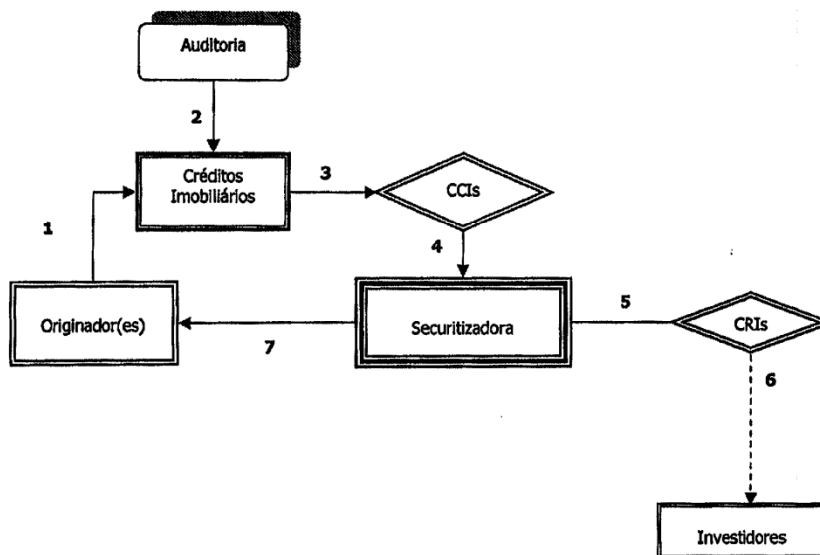 Auditoria
2
Créditos
Imobiliários
3
CCIs
1
4
Originador(es)
7
Securitizadora
5
CRIs
6
Investidores